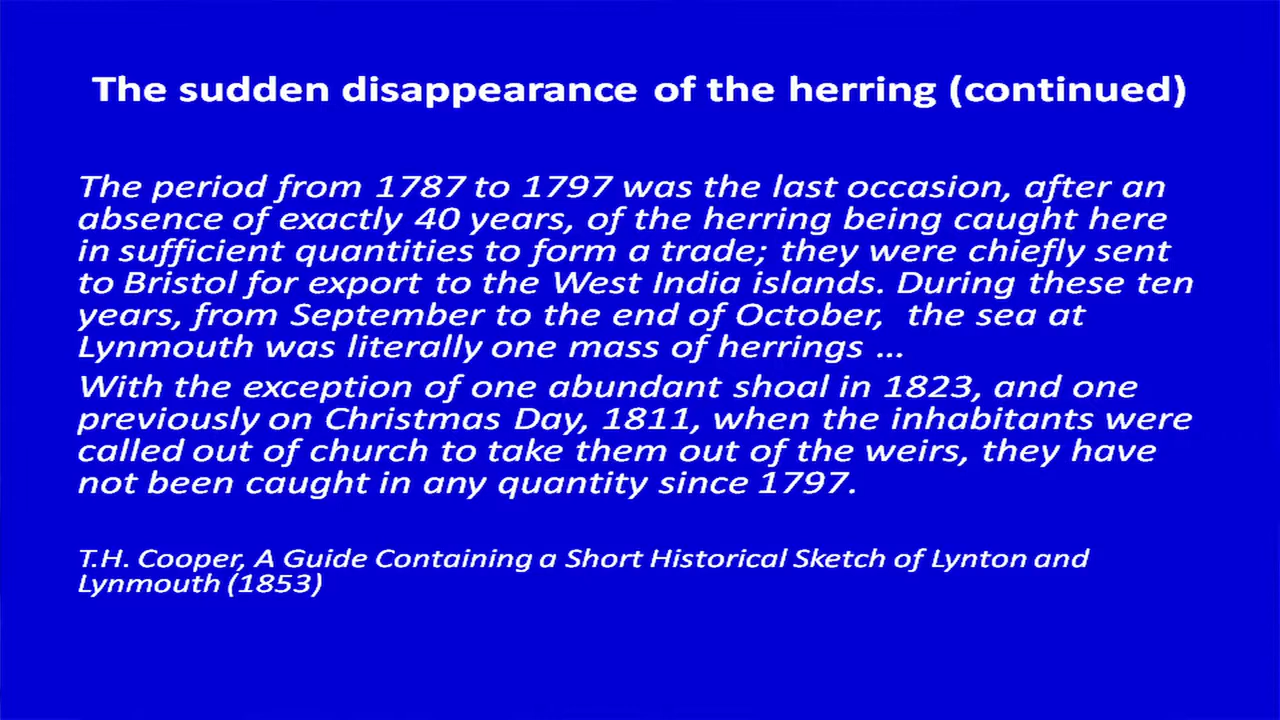 The sudden disappearance of the herring (continued)
The period from 1787 to 1797 was the last occasion, after an
absence of exactly 40 years, of the herring being caught here
in sufficient quantities to form a trade; they were chiefly sent
to Bristol for export to the West India islands. During these ten
years, from September to the end of October,  the sea at
Lynmouth was literally one mass of herrings ...
With the exception of one abundant shoal in 1823, and one
previously on Christmas Day, 1811, when the inhabitants were
called out of church to take them out of the weirs, they have
not been caught in any quantity since 1797.
T.H. Cooper, A Guide Containing a Short Historical Sketch of Lynton and
Lynmouth (1853)